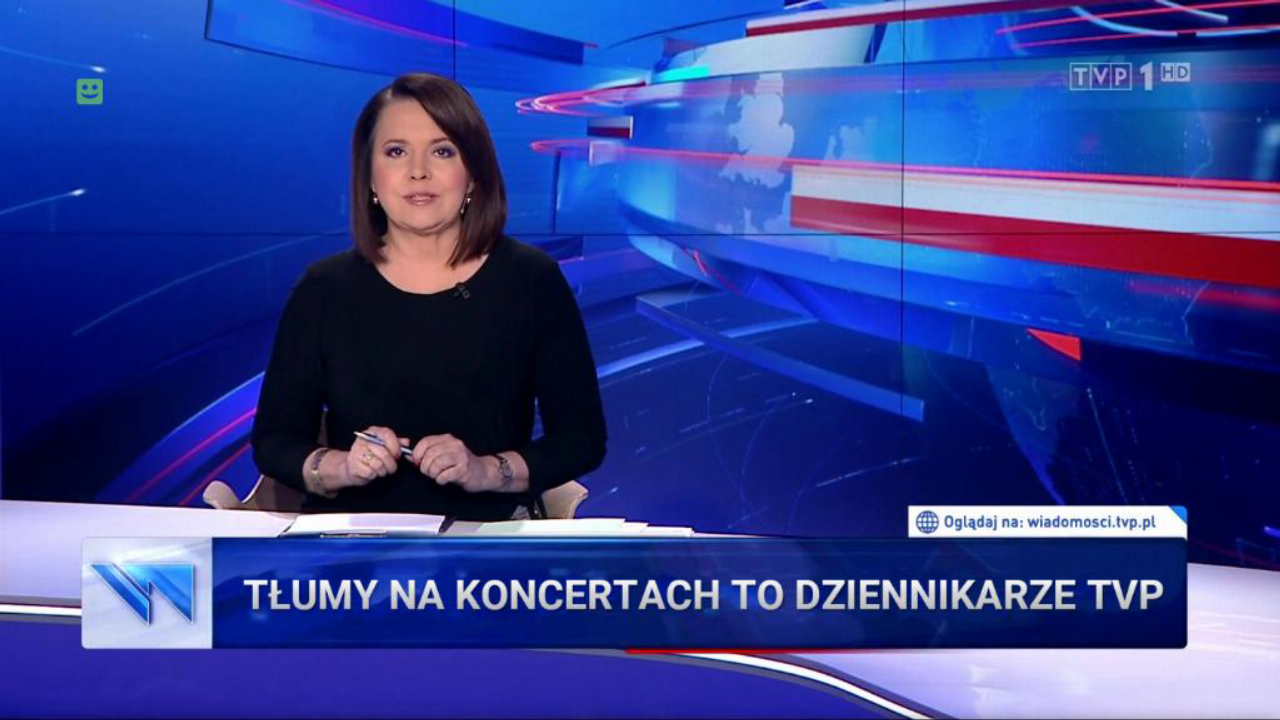 TVP 1 HD
Oglądaj na: wiadomosci.tvp.pl
TŁUMY NA KONCERTACH TO DZIENNIKARZE TVP